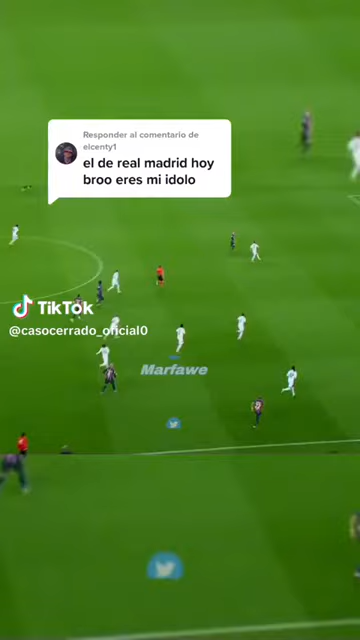 Responder al comentario de
elcenty1
el de real madrid hoy
broo eres mi idolo
TikTok
@casocerrado_oficial0
Marfawe